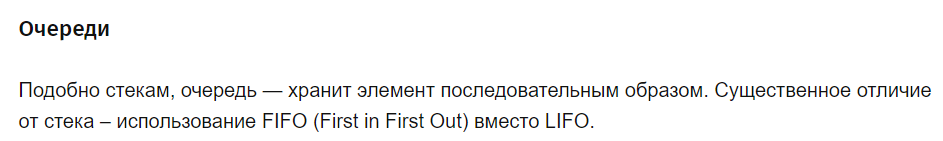 Очереди
Подобно стекам, очередь — хранит элемент последовательным образом. Существенное отличие
от стека – использование FIFO (First in First Out) вместо LIFO.